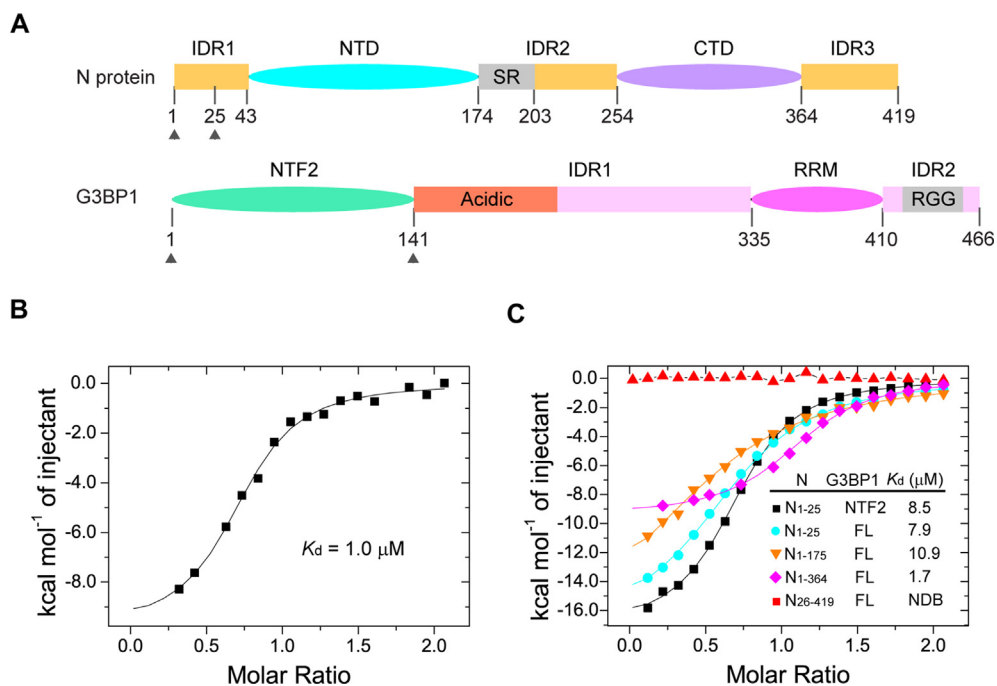 A
IDR1 NTD IDR2 CTD IDR3
N protein SR
1 25 43 174 203 254 364 419
NTF2 IDR1 RRM IDR2
G3BP1 Acidic RGG
1 141 335 410 466
B
0.0
-2.0
-4.0
-6.0
-8.0
kcal mol⁻¹ of injectant
Kd = 1.0 μM
0.0 0.5 1.0 1.5 2.0
Molar Ratio
C
0.0
-2.0
-4.0
-6.0
-8.0
-10.0
-12.0
-14.0
-16.0
kcal mol⁻¹ of injectant
N G3BP1 Kd (μM)
N1-25 NTF2 8.5
N1-25 FL 7.9
N1-175 FL 10.9
N1-364 FL 1.7
N26-419 FL NDB
0.0 0.5 1.0 1.5 2.0
Molar Ratio